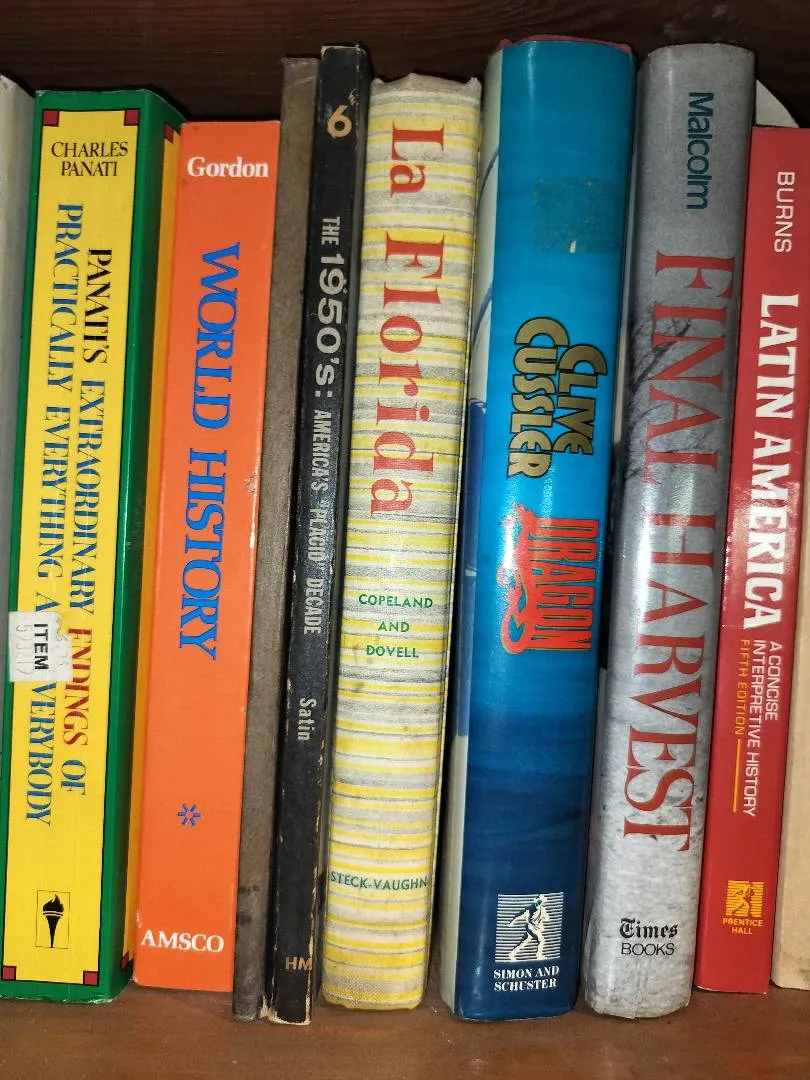 CHARLES
PANATI
PANATI'S EXTRAORDINARY ENDINGS OF
PRACTICALLY EVERYTHING A VERYBODY
ITEM
Gordon
WORLD HISTORY
AMSCO
6
THE 1950's: AMERICA'S "PLACID" DECADE
Satin
HM
La Florida
COPELAND
AND
DOVELL
STECK-VAUGHN
CLIVE
CUSSLER
DRAGON
SIMON AND
SCHUSTER
Malcolm
FINAL HARVEST
Times
BOOKS
BURNS
LATIN AMERICA
A CONCISE
INTERPRETIVE HISTORY
FIFTH EDITION
PRENTICE
HALL